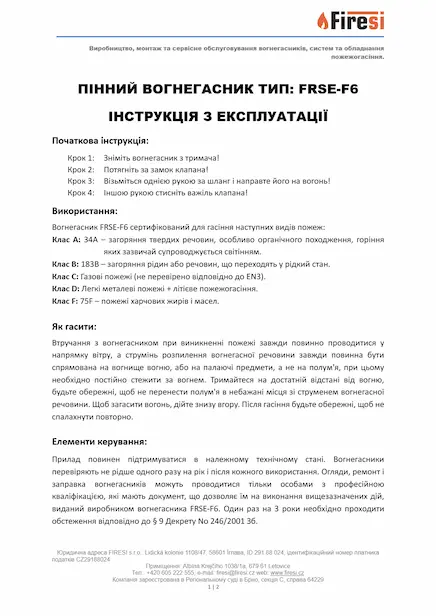 Firesi
Виробництво, монтаж та сервісне обслуговування вогнегасників, систем та обладнання
пожежогасіння.
ПІННИЙ ВОГНЕГАСНИК ТИП: FRSE-F6
ІНСТРУКЦІЯ З ЕКСПЛУАТАЦІЇ
Початкова інструкція:
Крок 1: Зніміть вогнегасник з тримача!
Крок 2: Потягніть за замок клапана!
Крок 3: Візьміться однією рукою за шланг і направте його на вогонь!
Крок 4: Іншою рукою стисніть важіль клапана!
Використання:
Вогнегасник FRSE-F6 сертифікований для гасіння наступних видів пожеж:
Клас A: 34A – загоряння твердих речовин, особливо органічного походження, горіння
яких зазвичай супроводжується світінням.
Клас B: 183B – загоряння рідин або речовин, що переходять у рідкий стан.
Клас C: Газові пожежі (не перевірено відповідно до EN3).
Клас D: Легкі металеві пожежі + літієве пожежогасіння.
Клас F: 75F – пожежі харчових жирів і масел.
Як гасити:
Втручання з вогнегасником при виникненні пожежі завжди повинно проводитися у
напрямку вітру, а струмінь розпилення вогнегасної речовини завжди повинна бути
спрямована на вогнище вогню, або на палаючі предмети, а не на полум'я, при цьому
необхідно постійно стежити за вогнем. Тримайтеся на достатній відстані від вогню,
будьте обережні, щоб не перенести полум'я в небажані місця зі струменем вогнегасної
речовини. Щоб загасити вогонь, дійте знизу вгору. Після гасіння будьте обережні, щоб не
спалахнути повторно.
Елементи керування:
Прилад повинен підтримуватися в належному технічному стані. Вогнегасники
перевіряють не рідше одного разу на рік і після кожного використання. Огляди, ремонт і
заправка вогнегасників можуть проводитися тільки особами з професійною
кваліфікацією, які мають документ, що дозволяє їм на виконання вищезазначених дій,
виданий виробником вогнегасника FRSE-F6. Один раз на 3 роки необхідно проходити
обстеження відповідно до § 9 Декрету No 246/2001 Зб.
Юридична адреса FIRESI s.r.o. Lidická kolonie 1108/47, 58601 Їглава, ID 291 88 024, ідентифікаційний номер платника
податку CZ29188024
Приміщення: Albína Krejčího 1038/1a, 679 61 Letovice
Тел.: +420 605 222 555, e-mail: firesi@firesi.cz web: www.firesi.cz
Компанія зареєстрована в Регіональному суді в Брно, секція C, справа 64229
1 | 2